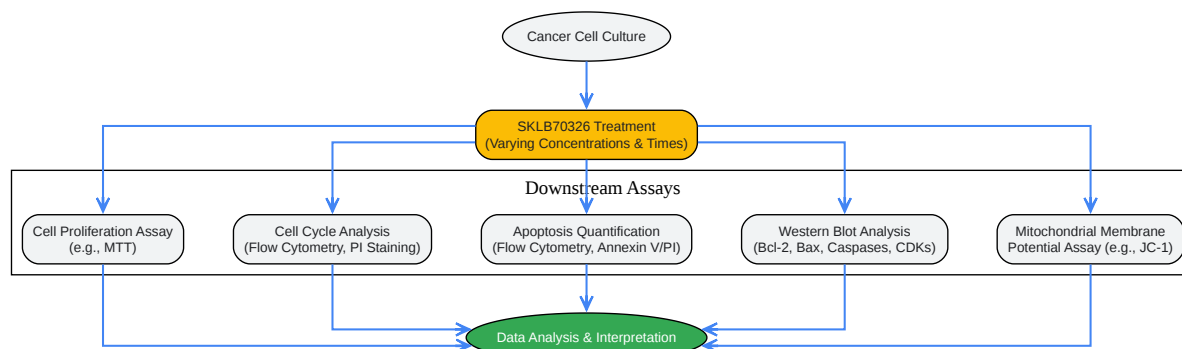 Cancer Cell Culture
SKLB70326 Treatment
(Varying Concentrations & Times)
Downstream Assays
Cell Proliferation Assay
(e.g., MTT)
Cell Cycle Analysis
(Flow Cytometry, PI Staining)
Apoptosis Quantification
(Flow Cytometry, Annexin V/PI)
Western Blot Analysis
(Bcl-2, Bax, Caspases, CDKs)
Mitochondrial Membrane
Potential Assay (e.g., JC-1)
Data Analysis & Interpretation